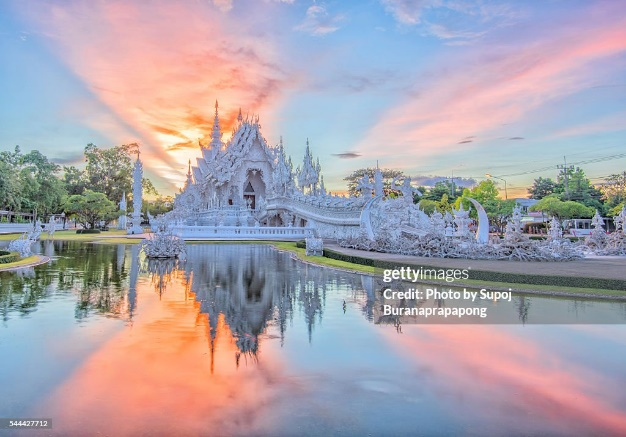 gettyimages®
Credit: Photo by Supoj
Buranaprapapong
544427712